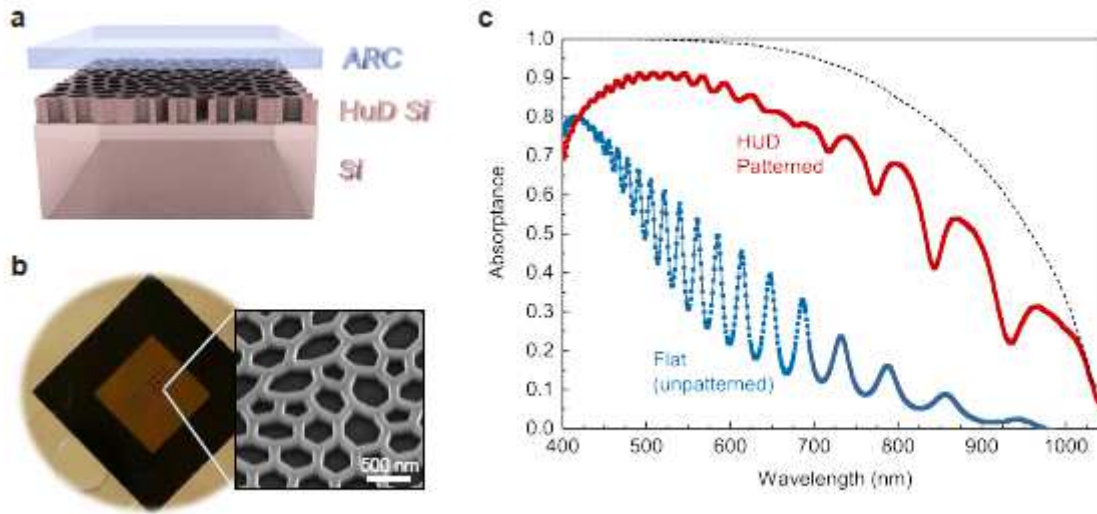 a
ARC
HuD Si
Si
b
500 nm
c
1.0
0.9
0.8
0.7
0.6
0.5
0.4
0.3
0.2
0.1
0.0
Absorptance
HUD
Patterned
Flat
(unpatterned)
400 500 600 700 800 900 1000
Wavelength (nm)